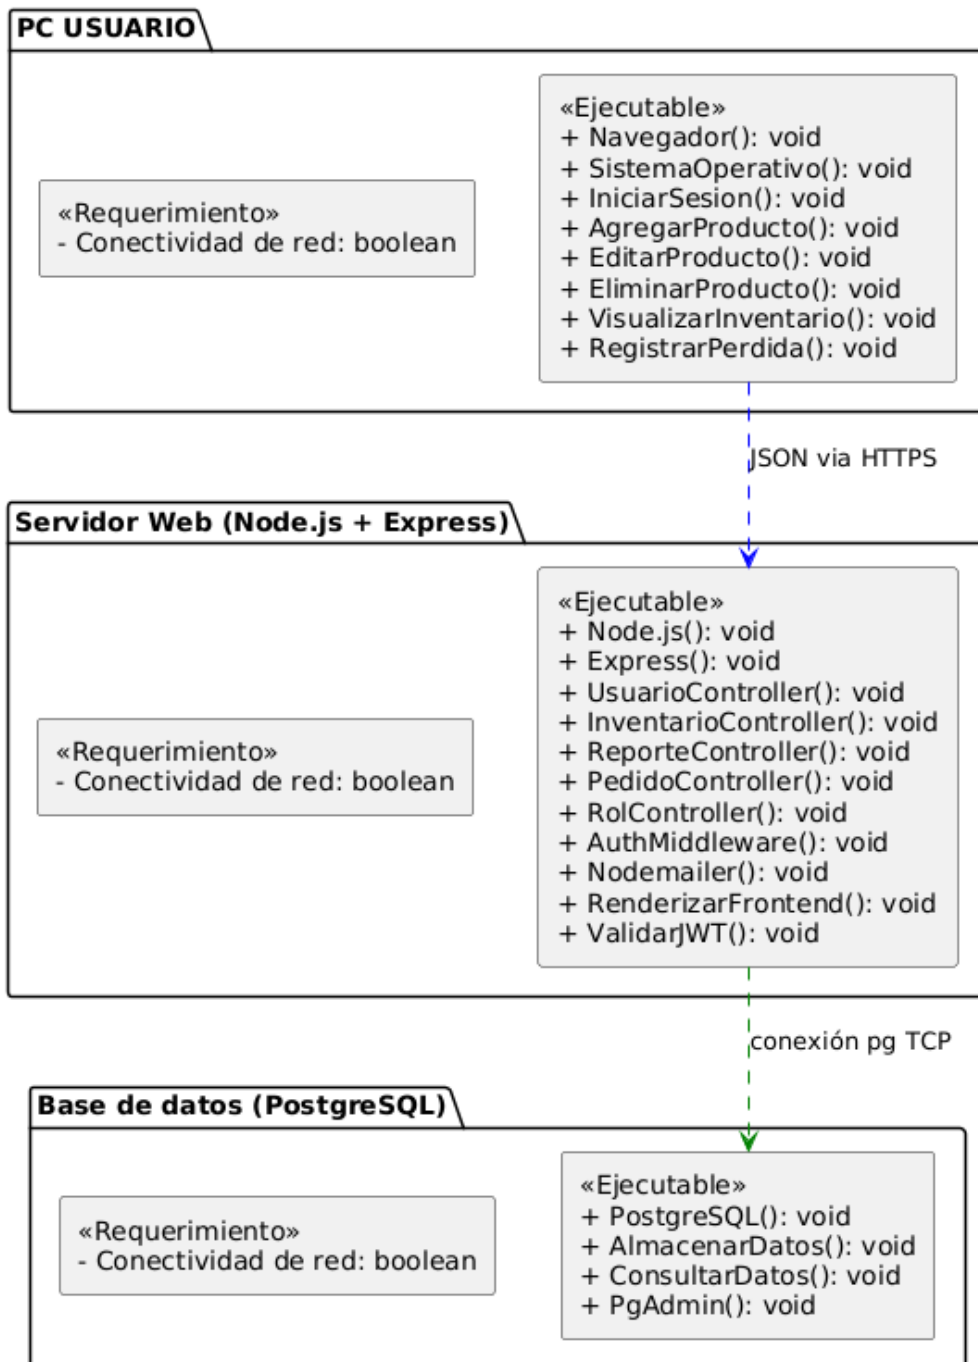 PC USUARIO
«Requerimiento»
- Conectividad de red: boolean
«Ejecutable»
+ Navegador(): void
+ SistemaOperativo(): void
+ IniciarSesion(): void
+ AgregarProducto(): void
+ EditarProducto(): void
+ EliminarProducto(): void
+ VisualizarInventario(): void
+ RegistrarPerdida(): void
JSON via HTTPS
Servidor Web (Node.js + Express)
«Requerimiento»
- Conectividad de red: boolean
«Ejecutable»
+ Node.js(): void
+ Express(): void
+ UsuarioController(): void
+ InventarioController(): void
+ ReporteController(): void
+ PedidoController(): void
+ RolController(): void
+ AuthMiddleware(): void
+ Nodemailer(): void
+ RenderizarFrontend(): void
+ ValidarJWT(): void
conexión pg TCP
Base de datos (PostgreSQL)
«Requerimiento»
- Conectividad de red: boolean
«Ejecutable»
+ PostgreSQL(): void
+ AlmacenarDatos(): void
+ ConsultarDatos(): void
+ PgAdmin(): void